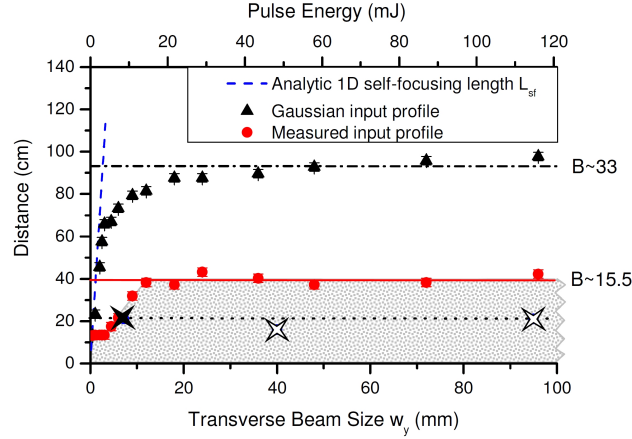 Pulse Energy (mJ)
0 20 40 60 80 100 120
140
120
100
80
60
40
20
0
Distance (cm)
Analytic 1D self-focusing length L_sf
Gaussian input profile
Measured input profile
B~33
B~15.5
0 20 40 60 80 100
Transverse Beam Size w_y (mm)